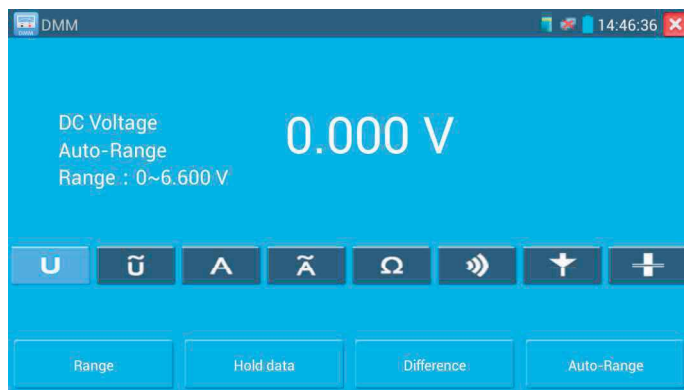 DMM
14:46:36
DC Voltage
Auto-Range
Range : 0~6.600 V
0.000 V
U Ũ A Ã Ω
Range Hold data Difference Auto-Range